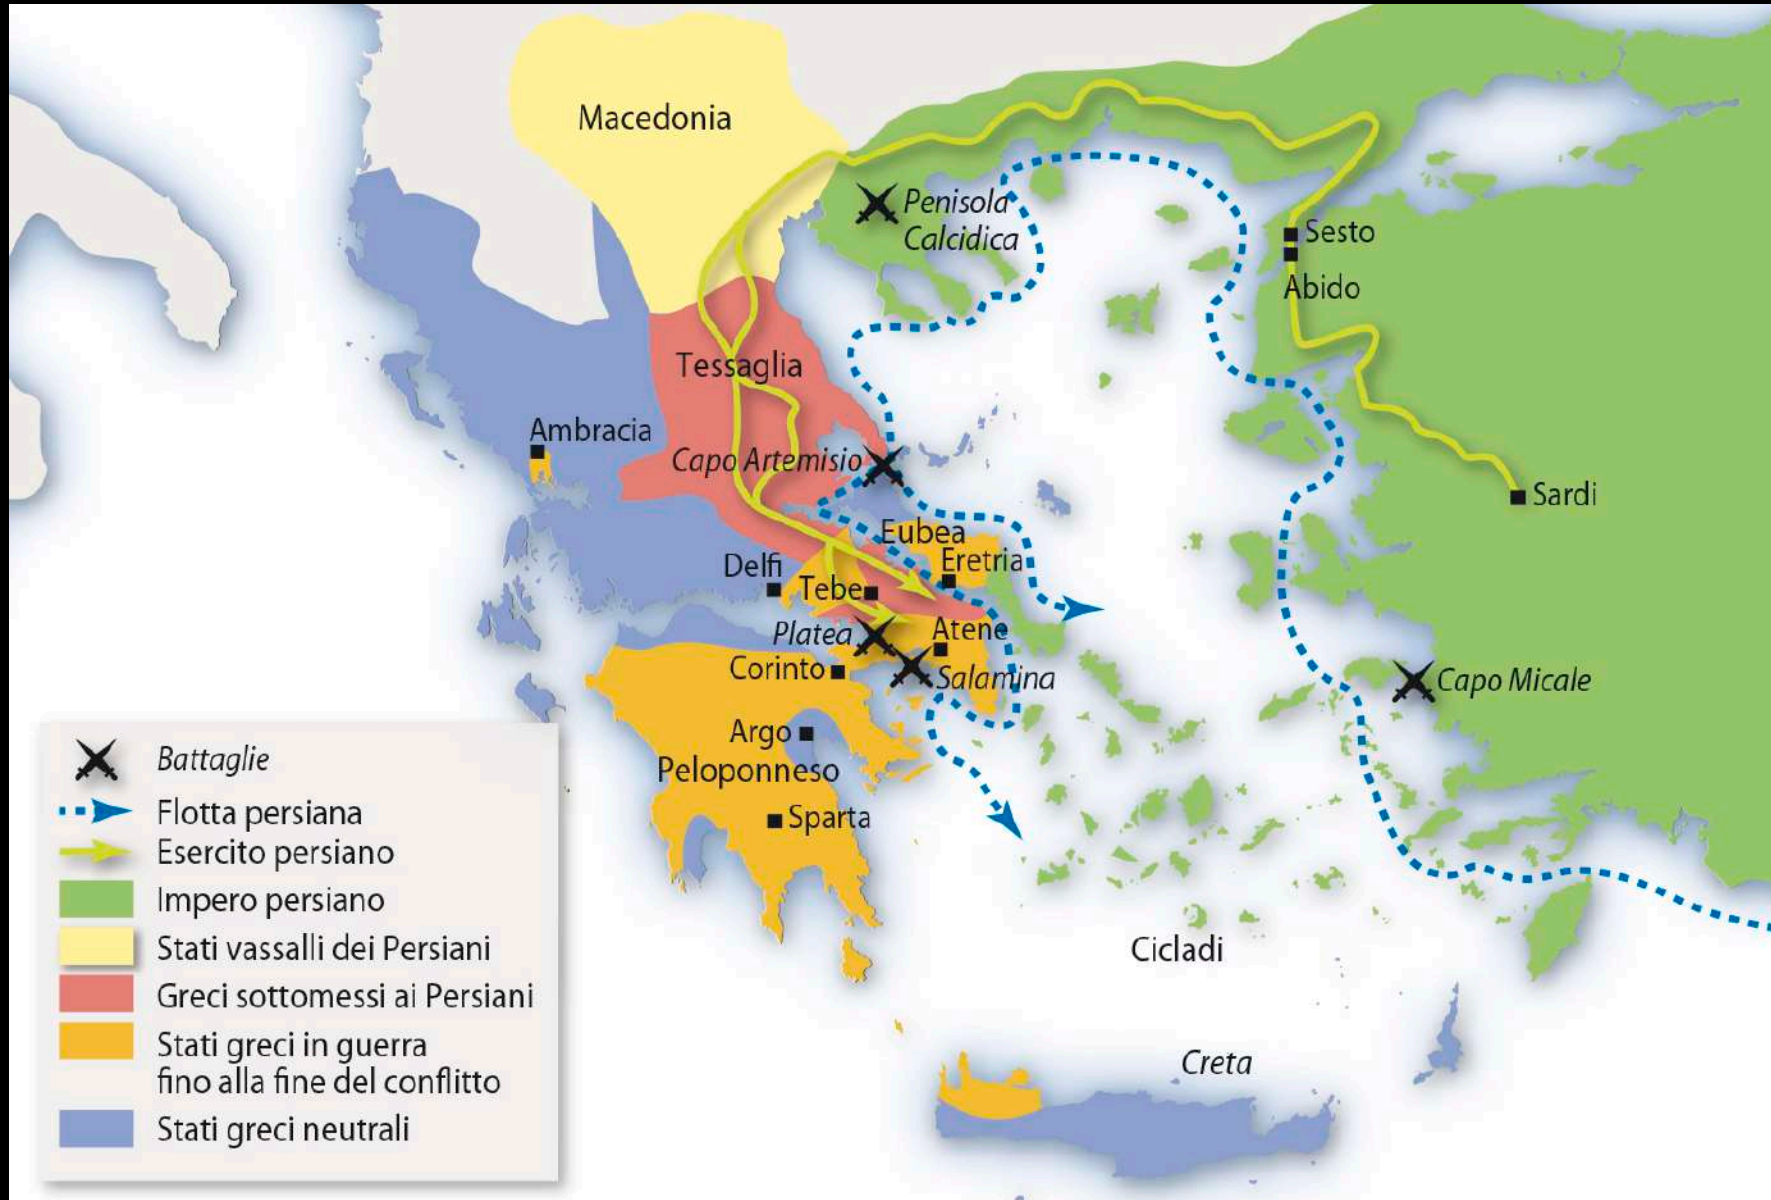 Macedonia
Penisola
Calcidica
Sesto
Abido
Tessaglia
Ambracia
Capo Artemisio
Sardi
Eubea
Eretria
Delfi
Tebe
Platea
Atene
Corinto
Salamina
Capo Micale
Argo
Peloponneso
Sparta
Cicladi
Creta
Battaglie
Flotta persiana
Esercito persiano
Impero persiano
Stati vassalli dei Persiani
Greci sottomessi ai Persiani
Stati greci in guerra
fino alla fine del conflitto
Stati greci neutrali